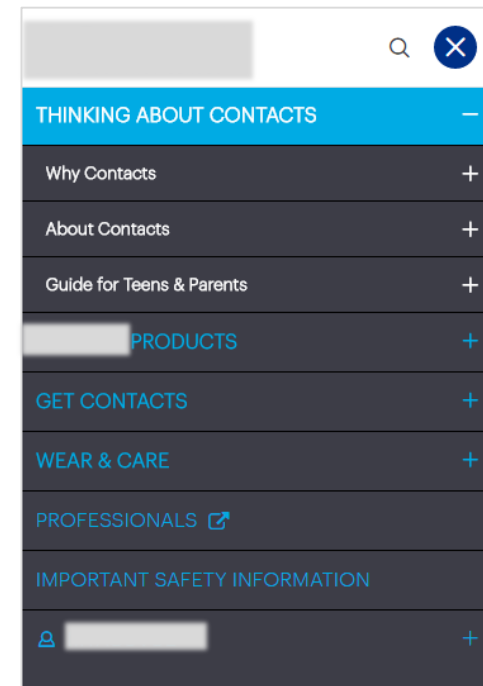 THINKING ABOUT CONTACTS
Why Contacts
About Contacts
Guide for Teens & Parents
PRODUCTS
GET CONTACTS
WEAR & CARE
PROFESSIONALS
IMPORTANT SAFETY INFORMATION